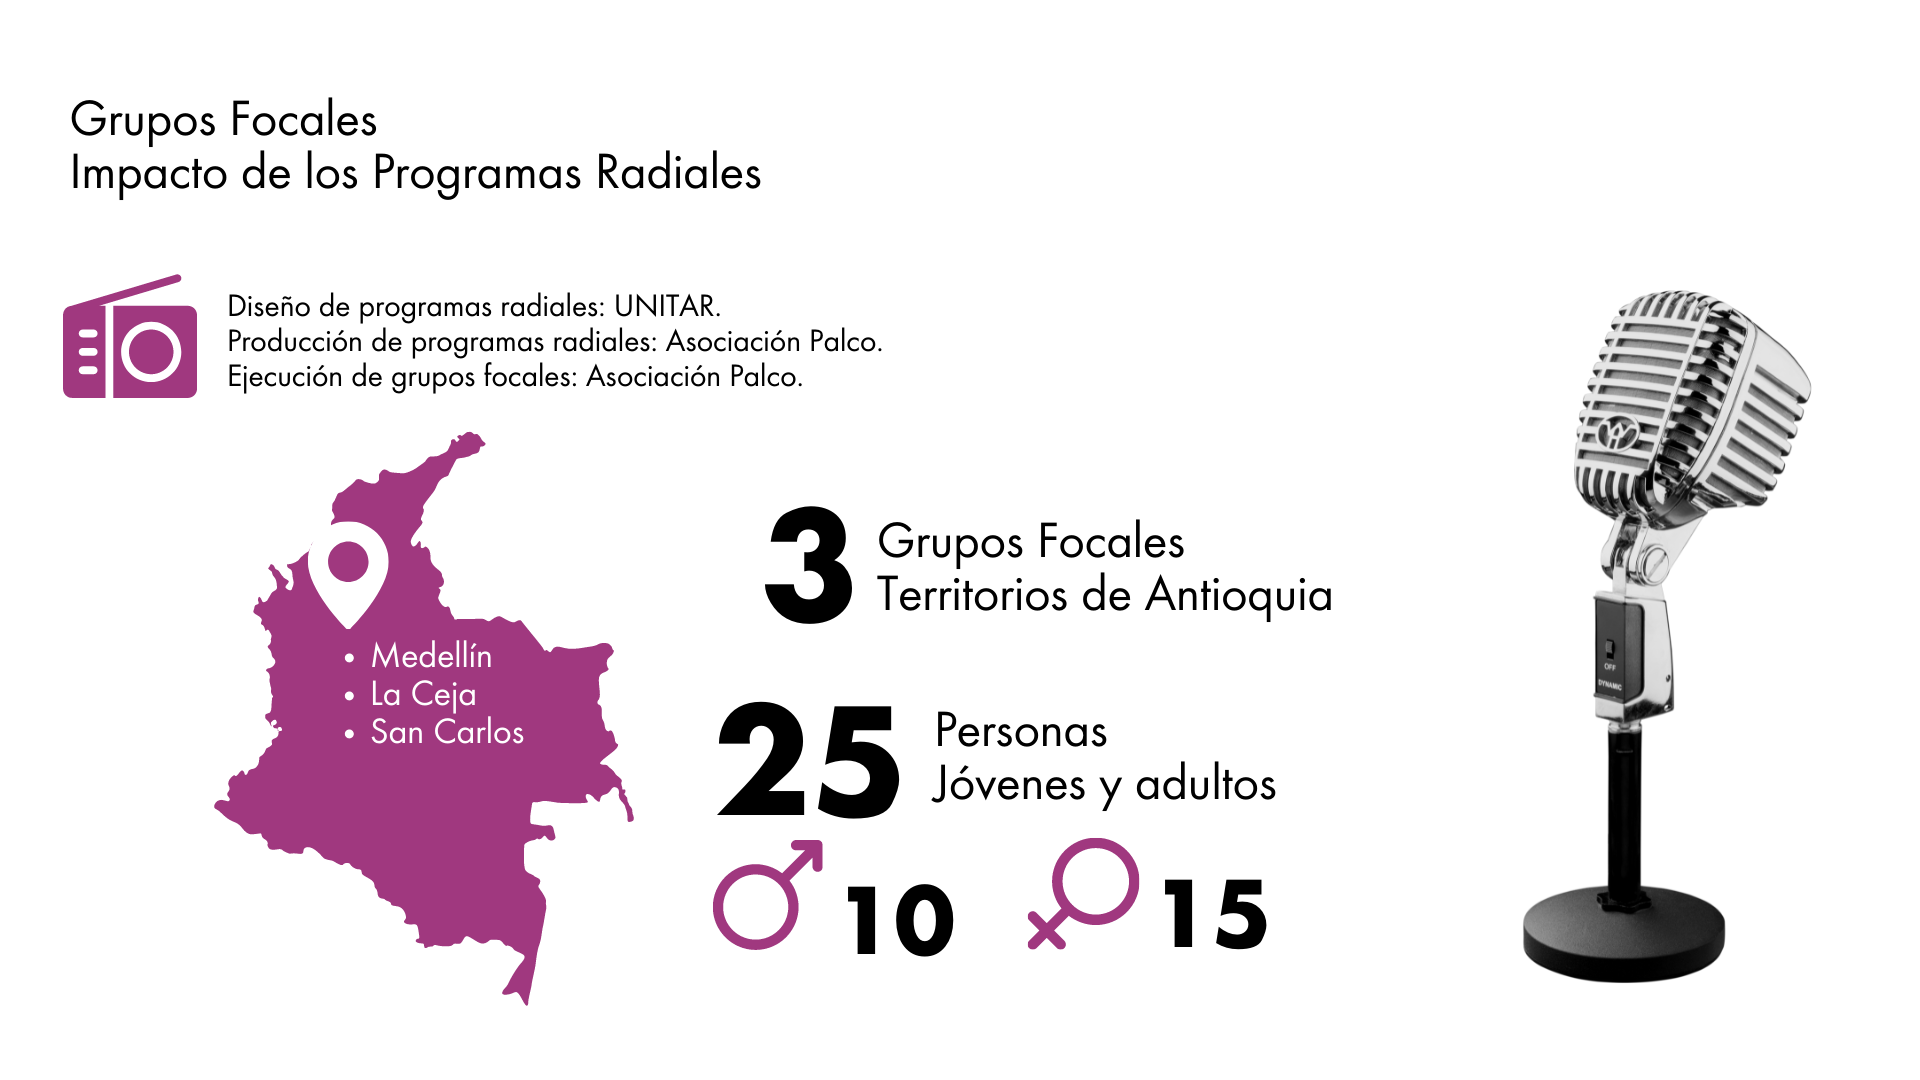 Grupos Focales
Impacto de los Programas Radiales
Diseño de programas radiales: UNITAR.
Producción de programas radiales: Asociación Palco.
Ejecución de grupos focales: Asociación Palco.
3
Grupos Focales
Territorios de Antioquia
• Medellín
• La Ceja
• San Carlos
25
Personas
Jóvenes y adultos
10
15
OFF
DYNAMIC